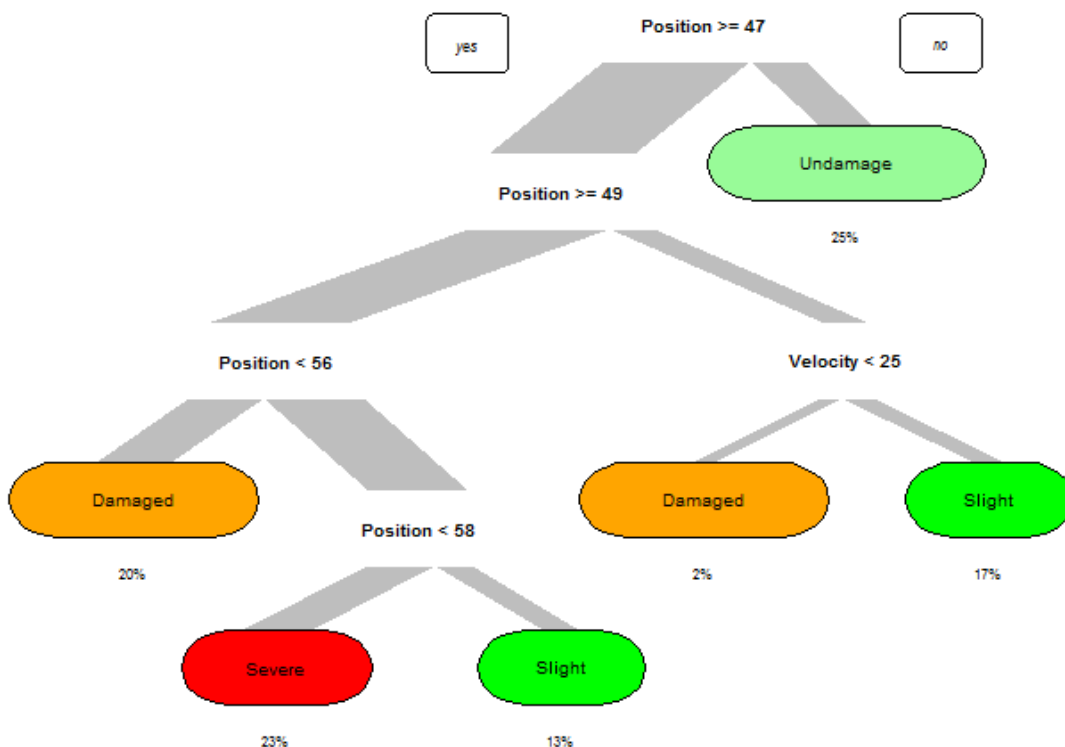 yes
Position >= 47
no
Undamage
25%
Position >= 49
Position < 56
Velocity < 25
Damaged
20%
Damaged
2%
Slight
17%
Position < 58
Severe
23%
Slight
13%